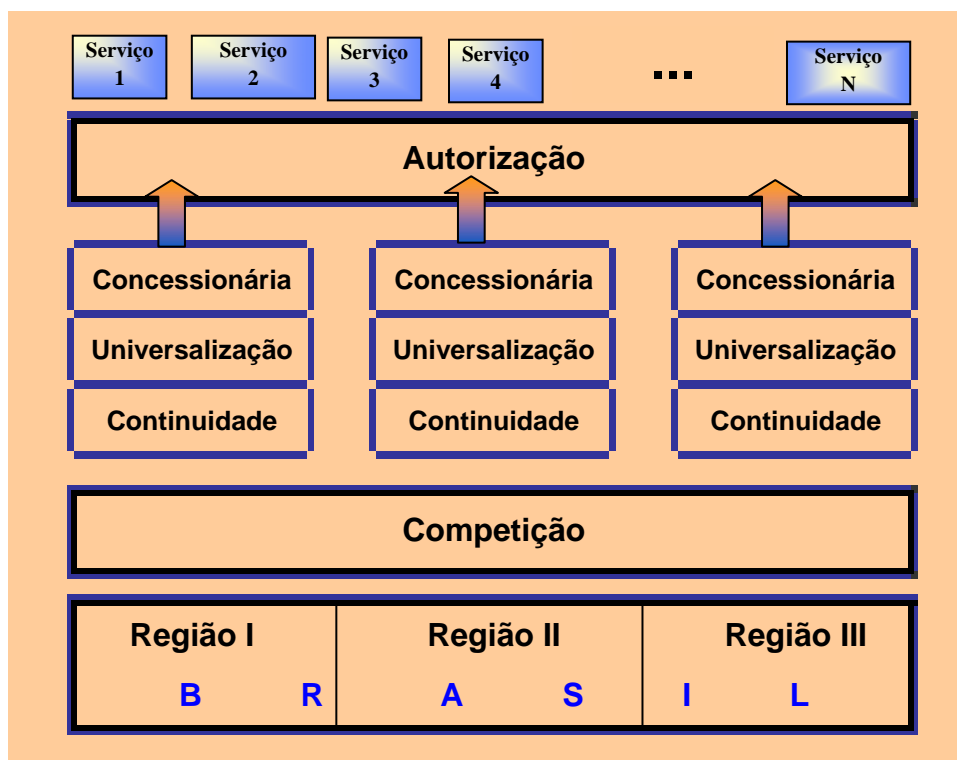 Serviço Serviço Serviço Serviço ... Serviço
1 2 3 4 N
Autorização
Concessionária Concessionária Concessionária
Universalização Universalização Universalização
Continuidade Continuidade Continuidade
Competição
Região I Região II Região III
B R A S I L